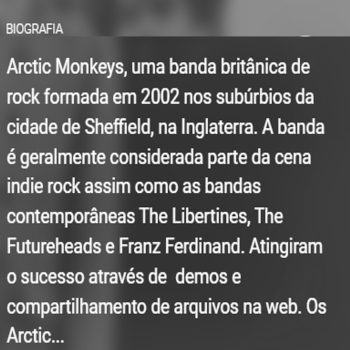 BIOGRAFIA
Arctic Monkeys, uma banda britânica de
rock formada em 2002 nos subúrbios da
cidade de Sheffield, na Inglaterra. A banda
é geralmente considerada parte da cena
indie rock assim como as bandas
contemporâneas The Libertines, The
Futureheads e Franz Ferdinand. Atingiram
o sucesso através de demos e
compartilhamento de arquivos na web. Os
Arctic...